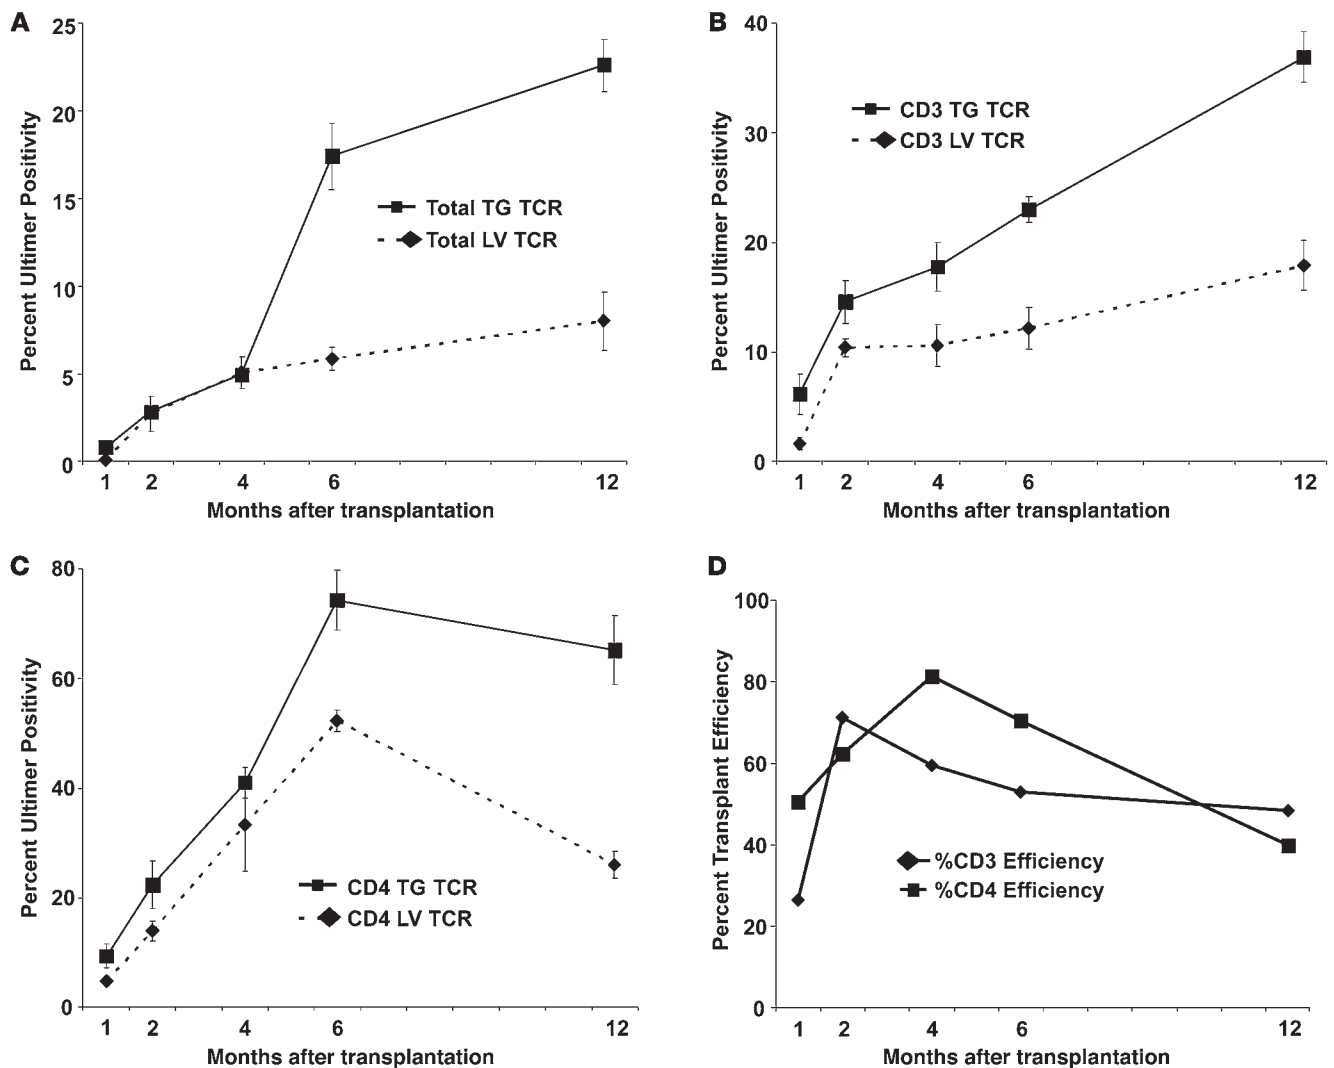 A
25
20
15
10
5
0
Percent Ultimer Positivity
Total TG TCR
Total LV TCR
1 2 4 6 12
Months after transplantation
B
40
30
20
10
0
Percent Ultimer Positivity
CD3 TG TCR
CD3 LV TCR
1 2 4 6 12
Months after transplantation
C
80
60
40
20
0
Percent Ultimer Positivity
CD4 TG TCR
CD4 LV TCR
1 2 4 6 12
Months after transplantation
D
100
80
60
40
20
0
Percent Transplant Efficiency
%CD3 Efficiency
%CD4 Efficiency
1 2 4 6 12
Months after transplantation